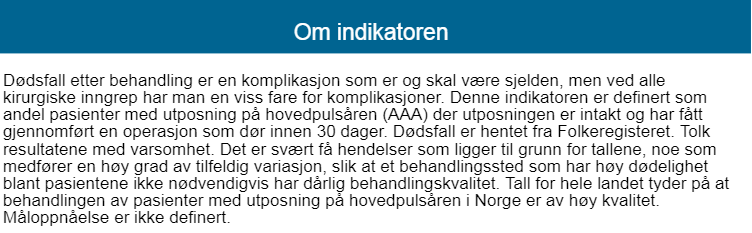 Om indikatoren
Dødsfall etter behandling er en komplikasjon som er og skal være sjelden, men ved alle
kirurgiske inngrep har man en viss fare for komplikasjoner. Denne indikatoren er definert som
andel pasienter med utposning på hovedpulsåren (AAA) der utposningen er intakt og har fått
gjennomført en operasjon som dør innen 30 dager. Dødsfall er hentet fra Folkeregisteret. Tolk
resultatene med varsomhet. Det er svært få hendelser som ligger til grunn for tallene, noe som
medfører en høy grad av tilfeldig variasjon, slik at et behandlingssted som har høy dødelighet
blant pasientene ikke nødvendigvis har dårlig behandlingskvalitet. Tall for hele landet tyder på at
behandlingen av pasienter med utposning på hovedpulsåren i Norge er av høy kvalitet.
Måloppnåelse er ikke definert.